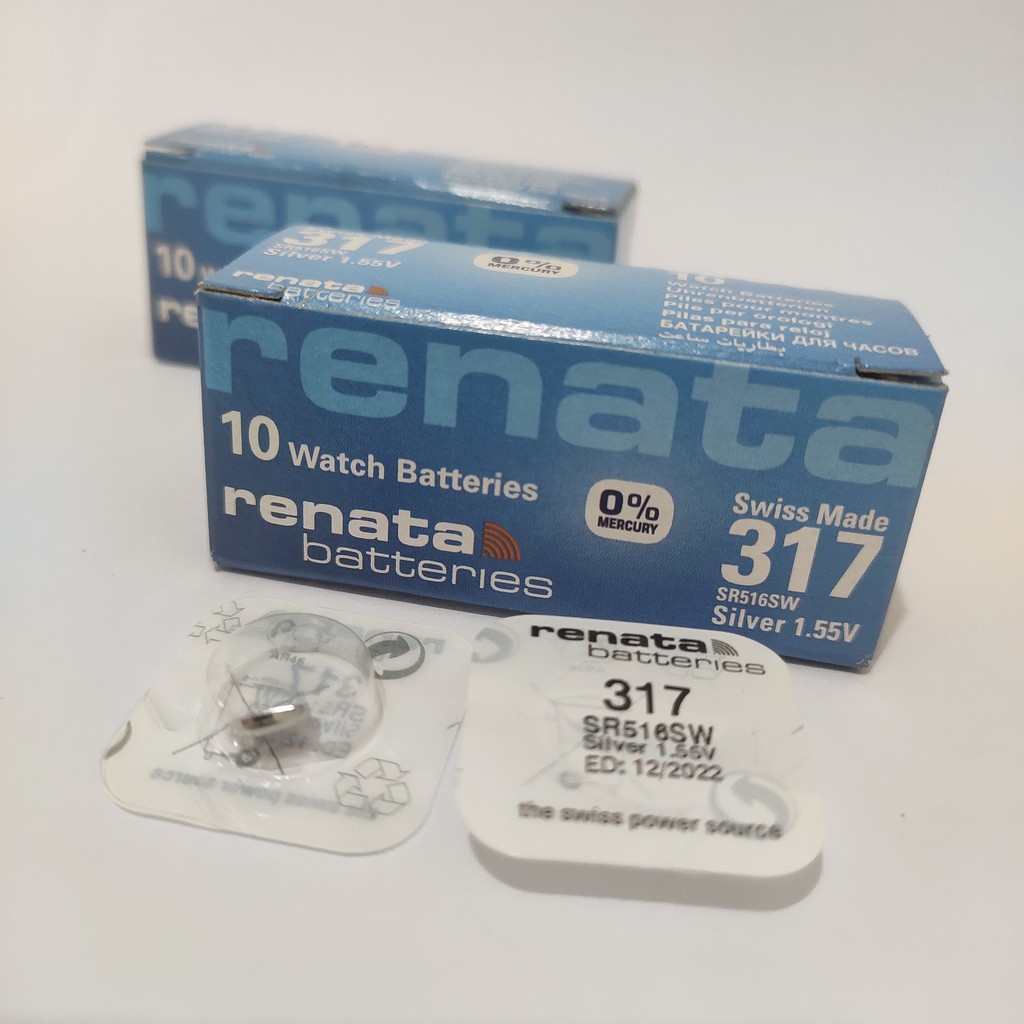 renata
10
317
SR516SW
Silver 1.55V
0%
MERCURY
renata
batteries
10
Watch Batteries
Piles pour montres
Pile per orologi
Pilas para reloj
БАТАРЕЙКИ ДЛЯ ЧАСОВ
بطاريات ساعت
renata
10 Watch Batteries
renata
batteries
0%
MERCURY
Swiss Made
317
SR516SW
Silver 1.55V
renata
batteries
317
SR516SW
Silver 1.55V
ED: 12/2022
the swiss power source